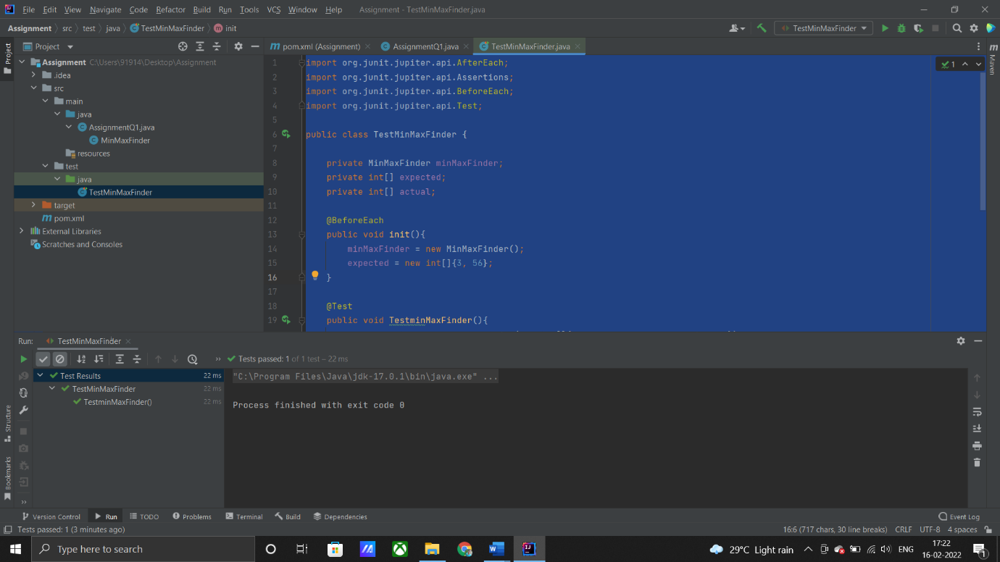 File Edit View Navigate Code Refactor Build Run Tools VCS Window Help Assignment - TestMinMaxFinder.java
Assignment src test java TestMinMaxFinder init TestMinMaxFinder
Project
Project
pom.xml (Assignment) AssignmentQ1.java TestMinMaxFinder.java
Maven
Assignment C:\Users\91914\Desktop\Assignment
.idea
src
main
java
AssignmentQ1.java
MinMaxFinder
resources
test
java
TestMinMaxFinder
target
pom.xml
External Libraries
Scratches and Consoles
1 import org.junit.jupiter.api.AfterEach;
2 import org.junit.jupiter.api.Assertions;
3 import org.junit.jupiter.api.BeforeEach;
4 import org.junit.jupiter.api.Test;
5
6 public class TestMinMaxFinder {
7
8 private MinMaxFinder minMaxFinder;
9 private int[] expected;
10 private int[] actual;
11
12 @BeforeEach
13 public void init(){
14 minMaxFinder = new MinMaxFinder();
15 expected = new int[]{3, 56};
16 }
17
18 @Test
19 public void TestminMaxFinder(){
1
Run: TestMinMaxFinder
Tests passed: 1 of 1 test – 22 ms
Test Results 22 ms
TestMinMaxFinder 22 ms
TestminMaxFinder() 22 ms
"C:\Program Files\Java\jdk-17.0.1\bin\java.exe" ...
Process finished with exit code 0
Structure
Bookmarks
Version Control Run TODO Problems Terminal Build Dependencies Event Log
Tests passed: 1 (3 minutes ago) 16:6 (717 chars, 30 line breaks) CRLF UTF-8 4 spaces
Type here to search
29°C Light rain ENG
17:22
16-02-2022
1